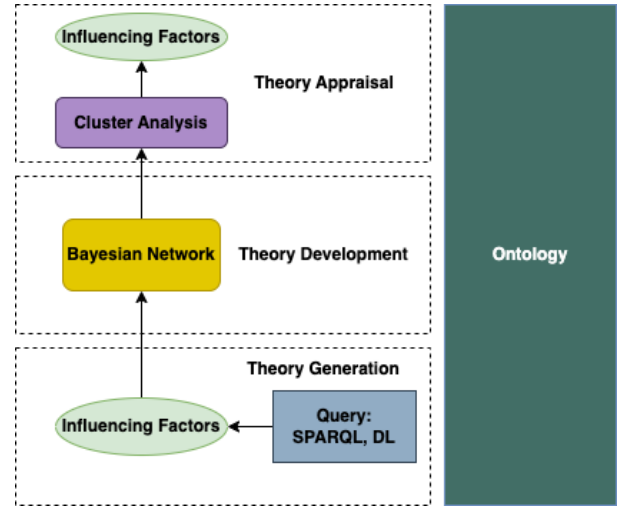 Influencing Factors
Theory Appraisal
Cluster Analysis
Bayesian Network
Theory Development
Ontology
Theory Generation
Influencing Factors
Query:
SPARQL, DL